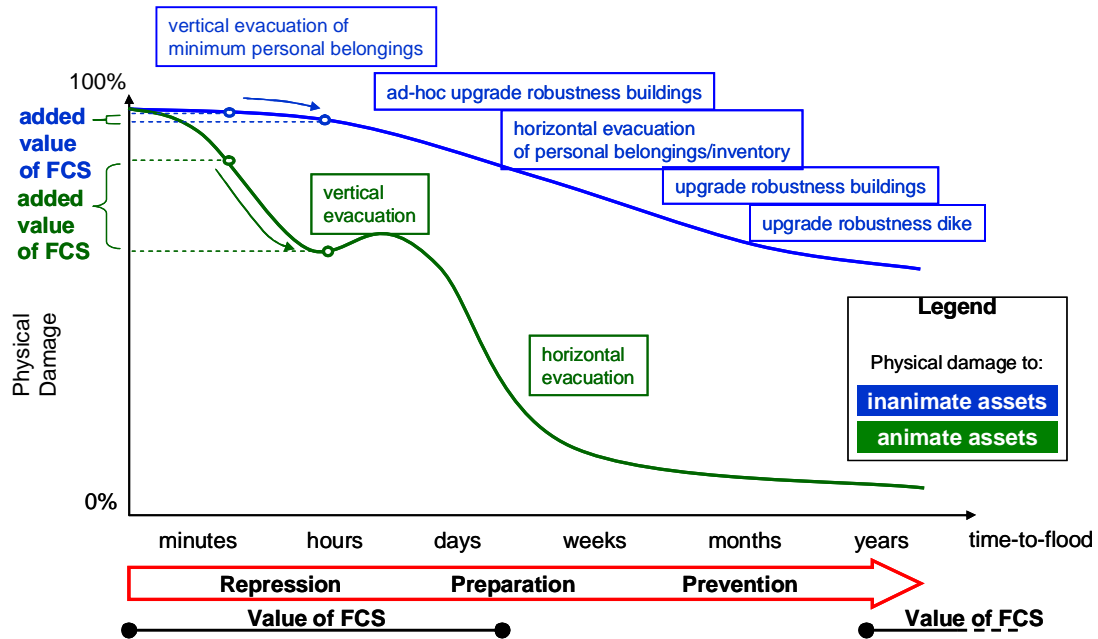 vertical evacuation of
minimum personal belongings
100%
ad-hoc upgrade robustness buildings
added
value
of FCS
horizontal evacuation
of personal belongings/inventory
added
value
of FCS
vertical
evacuation
upgrade robustness buildings
upgrade robustness dike
Legend
Physical
Damage
horizontal
evacuation
Physical damage to:
inanimate assets
animate assets
0%
minutes
hours
days
weeks
months
years
time-to-flood
Repression
Preparation
Prevention
Value of FCS
Value of FCS